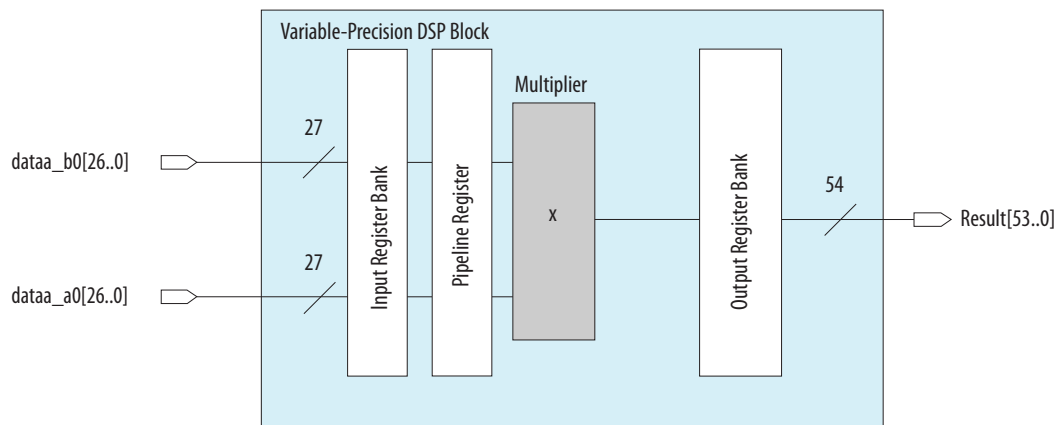 Variable-Precision DSP Block
Multiplier
27
54
dataa_b0[26..0]
Input Register Bank
Pipeline Register
x
Output Register Bank
Result[53..0]
27
dataa_a0[26..0]